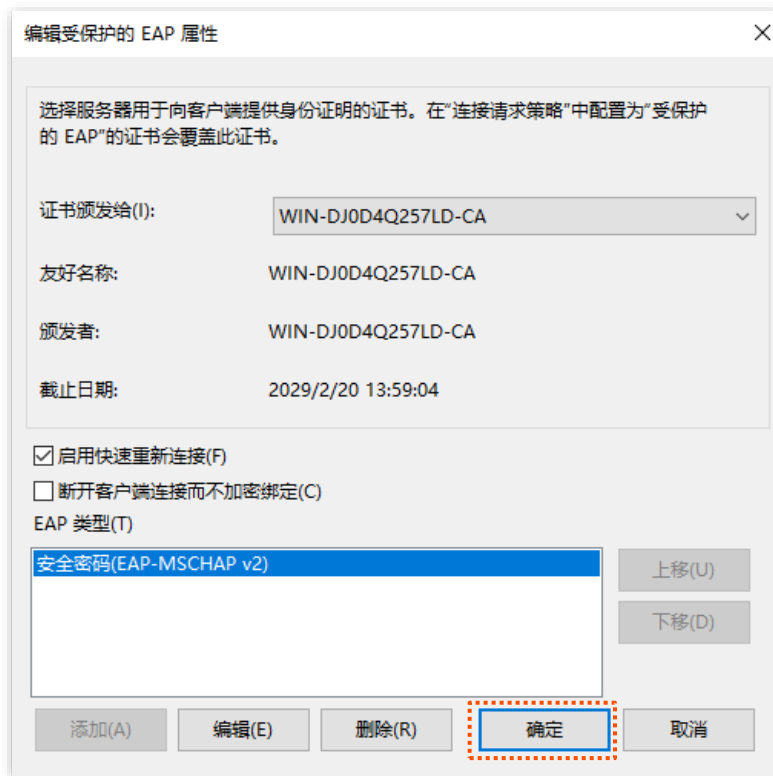 编辑受保护的 EAP 属性
选择服务器用于向客户端提供身份证明的证书。在“连接请求策略”中配置为“受保护
的 EAP”的证书会覆盖此证书。
证书颁发给(I):
WIN-DJ0D4Q257LD-CA
友好名称:
WIN-DJ0D4Q257LD-CA
颁发者:
WIN-DJ0D4Q257LD-CA
截止日期:
2029/2/20 13:59:04
启用快速重新连接(F)
断开客户端连接而不加密绑定(C)
EAP 类型(T)
安全密码(EAP-MSCHAP v2)
上移(U)
下移(D)
添加(A)
编辑(E)
删除(R)
确定
取消